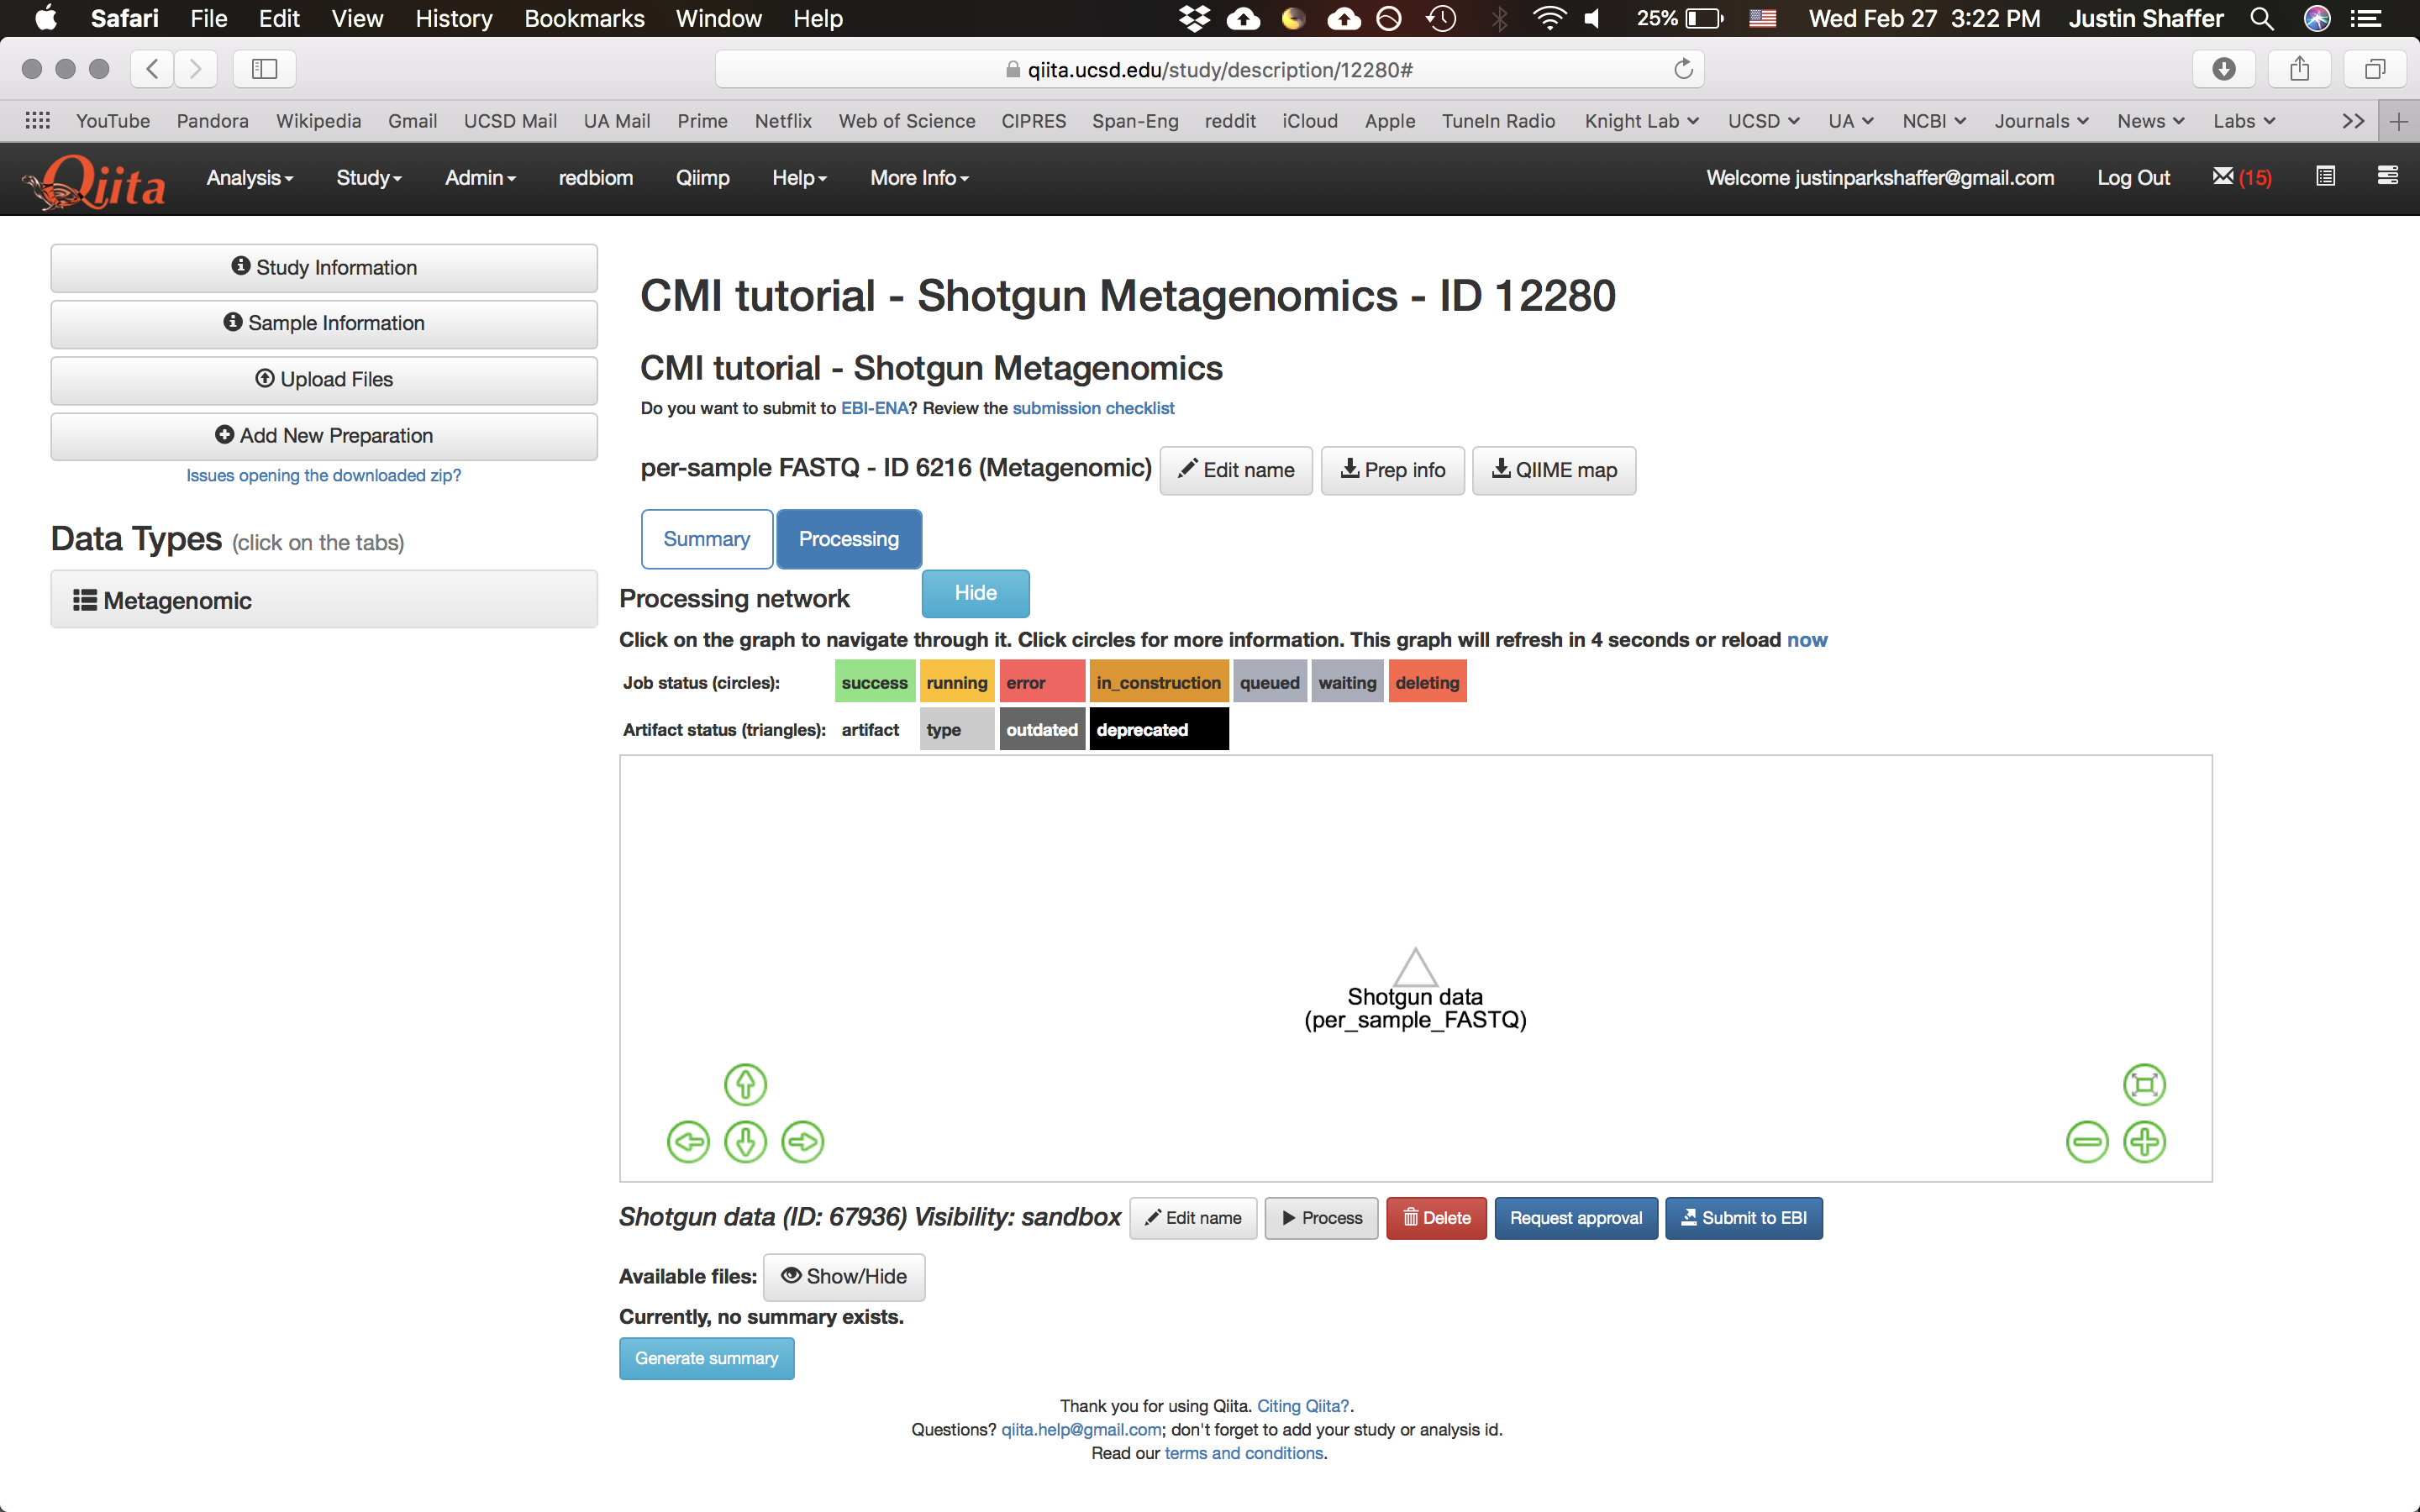 Safari File Edit View History Bookmarks Window Help 25% Wed Feb 27 3:22 PM Justin Shaffer
qiita.ucsd.edu/study/description/12280#
YouTube Pandora Wikipedia Gmail UCSD Mail UA Mail Prime Netflix Web of Science CIPRES Span-Eng reddit iCloud Apple TuneIn Radio Knight Lab UCSD UA NCBI Journals News Labs >> +
Qiita Analysis Study Admin redbiom Qiimp Help More Info Welcome justinparkshaffer@gmail.com Log Out (15)
Study Information
Sample Information
Upload Files
Add New Preparation
Issues opening the downloaded zip?
Data Types (click on the tabs)
Metagenomic
CMI tutorial - Shotgun Metagenomics - ID 12280
CMI tutorial - Shotgun Metagenomics
Do you want to submit to EBI-ENA? Review the submission checklist
per-sample FASTQ - ID 6216 (Metagenomic) Edit name Prep info QIIME map
Summary Processing
Processing network Hide
Click on the graph to navigate through it. Click circles for more information. This graph will refresh in 4 seconds or reload now
Job status (circles): success running error in_construction queued waiting deleting
Artifact status (triangles): artifact type outdated deprecated
Shotgun data
(per_sample_FASTQ)
Shotgun data (ID: 67936) Visibility: sandbox Edit name Process Delete Request approval Submit to EBI
Available files: Show/Hide
Currently, no summary exists.
Generate summary
Thank you for using Qiita. Citing Qiita?.
Questions? qiita.help@gmail.com; don't forget to add your study or analysis id.
Read our terms and conditions.